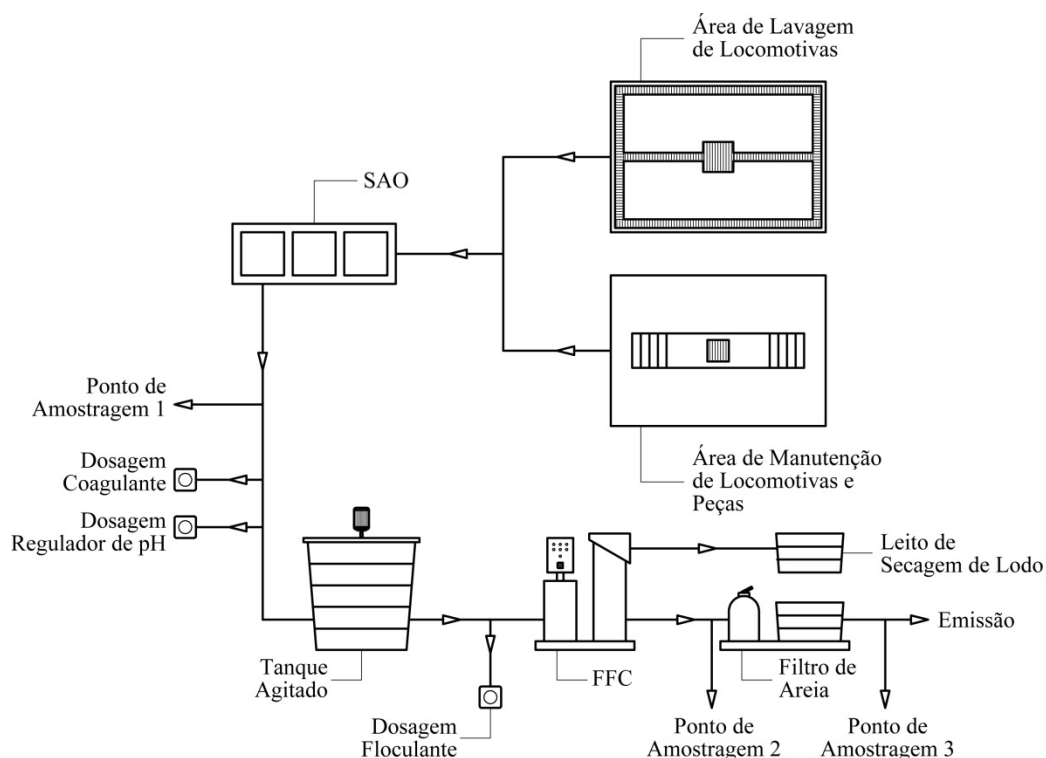 Área de Lavagem
de Locomotivas
SAO
Ponto de
Amostragem 1
Área de Manutenção
de Locomotivas e
Peças
Dosagem
Coagulante
Dosagem
Regulador de pH
Leito de
Secagem de Lodo
Emissão
Tanque
Agitado
FFC
Filtro de
Areia
Dosagem
Floculante
Ponto de
Amostragem 2
Ponto de
Amostragem 3